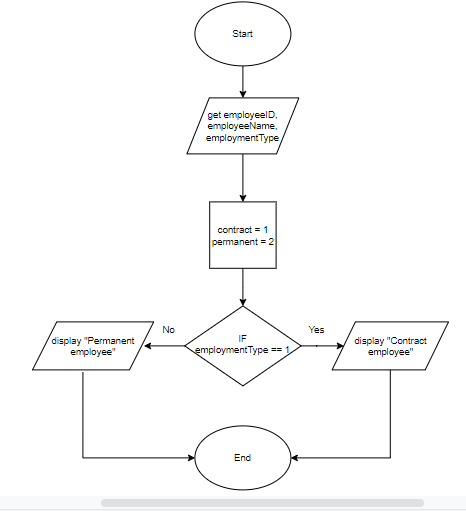 Start
get employeeID,
employeeName,
employmentType
contract = 1
permanent = 2
IF
employmentType == 1
No
Yes
display "Permanent
employee"
display "Contract
employee"
End